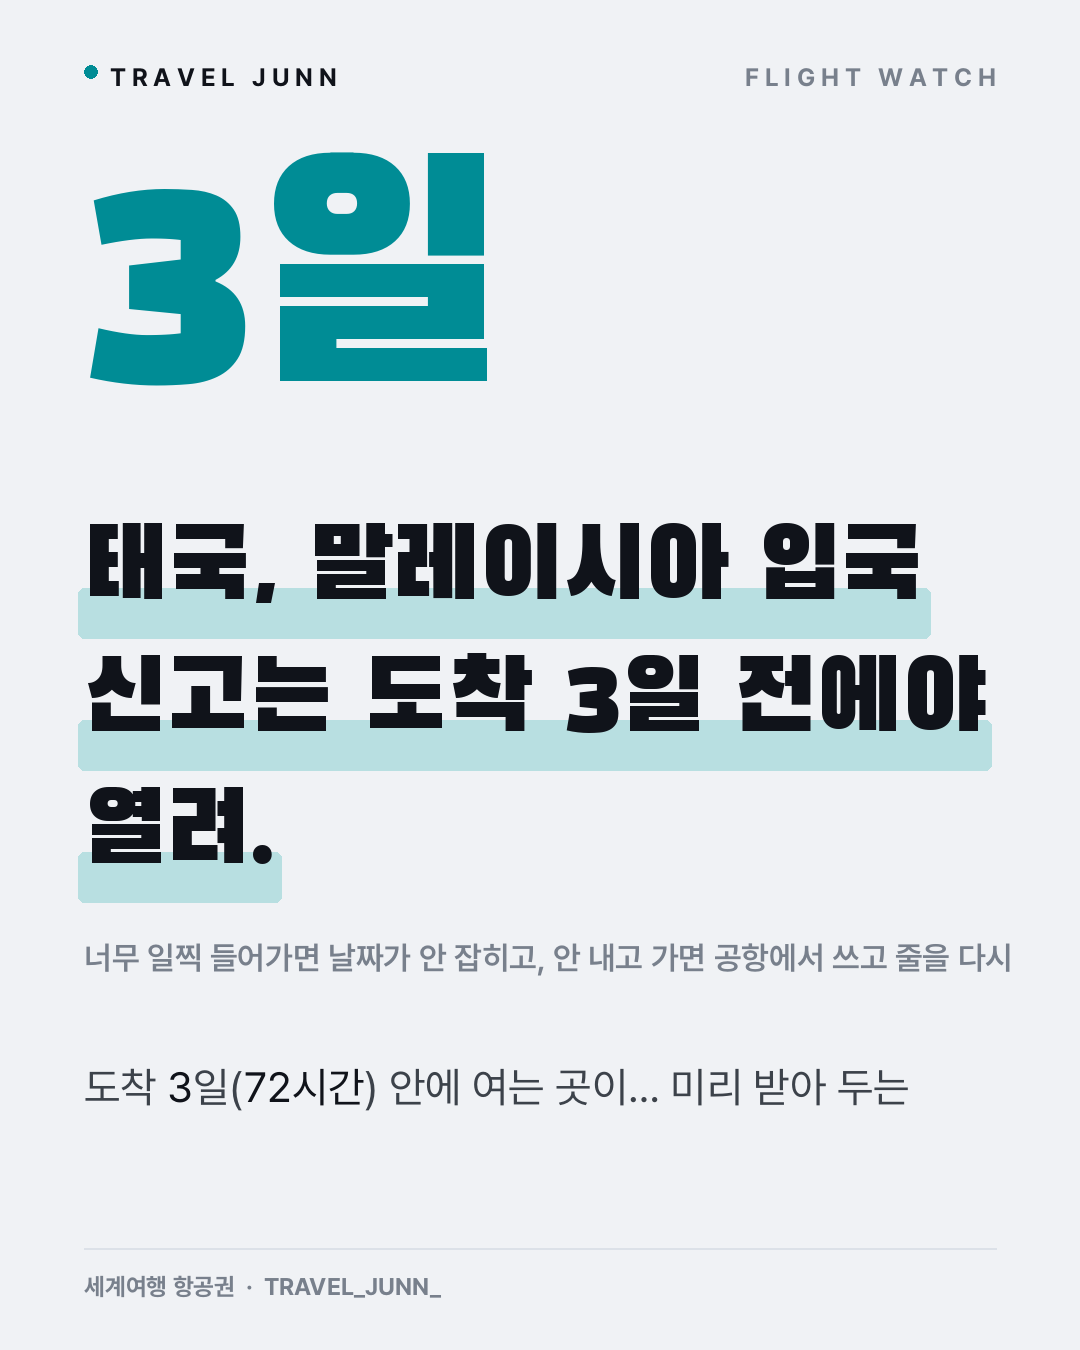 TRAVEL JUNN
FLIGHT WATCH
3일
태국, 말레이시아 입국
신고는 도착 3일 전에야
열려.
너무 일찍 들어가면 날짜가 안 잡히고, 안 내고 가면 공항에서 쓰고 줄을 다시
도착 3일(72시간) 안에 여는 곳이... 미리 받아 두는
세계여행 항공권 · TRAVEL_JUNN_